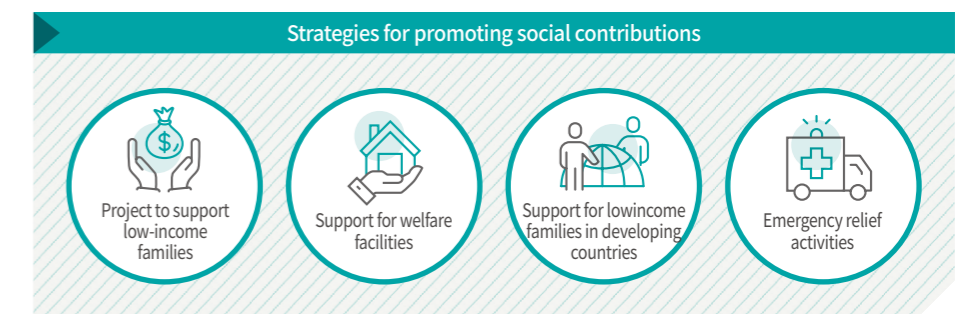 Strategies for promoting social contributions
$
Project to support
low-income
families
Support for welfare
facilities
Support for lowincome
families in developing
countries
Emergency relief
activities